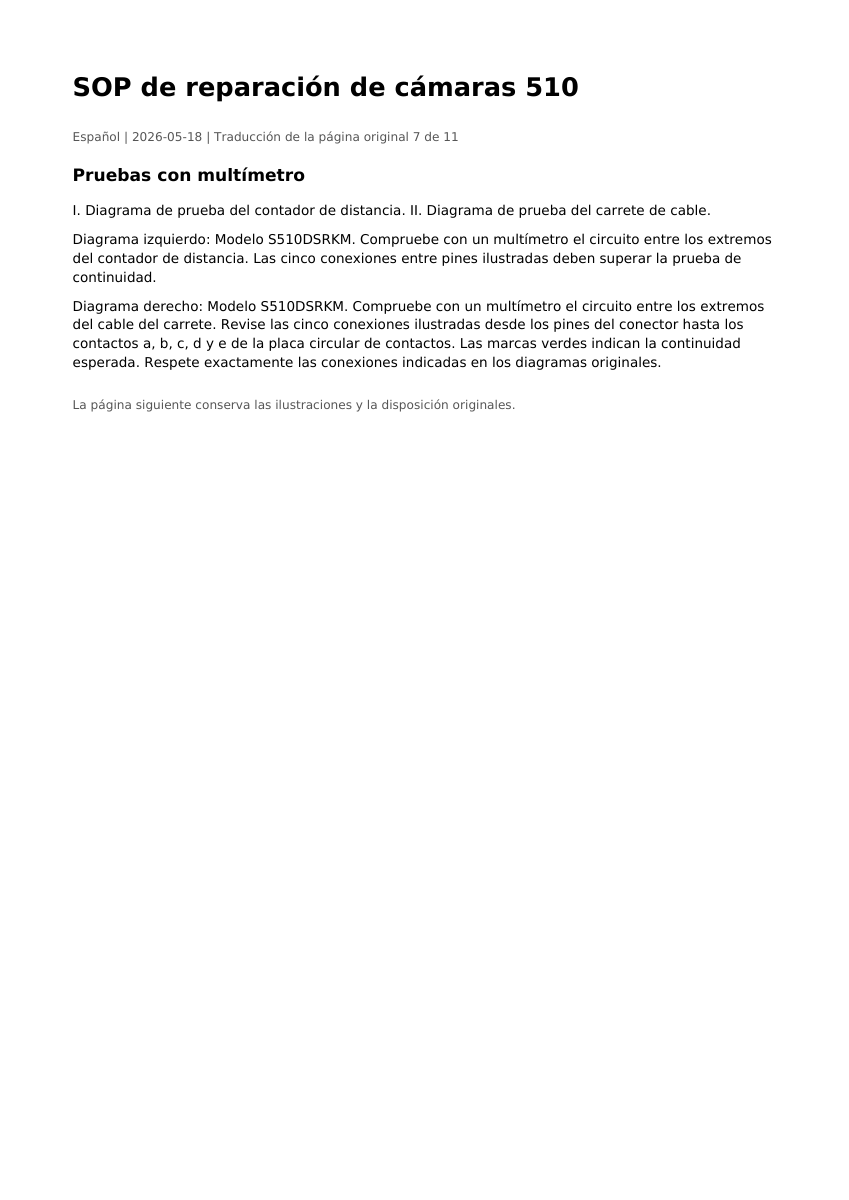 SOP de reparación de cámaras 510
Español | 2026-05-18 | Traducción de la página original 7 de 11
Pruebas con multímetro
I. Diagrama de prueba del contador de distancia. II. Diagrama de prueba del carrete de cable.
Diagrama izquierdo: Modelo S510DSRKM. Compruebe con un multímetro el circuito entre los extremos
del contador de distancia. Las cinco conexiones entre pines ilustradas deben superar la prueba de
continuidad.
Diagrama derecho: Modelo S510DSRKM. Compruebe con un multímetro el circuito entre los extremos
del cable del carrete. Revise las cinco conexiones ilustradas desde los pines del conector hasta los
contactos a, b, c, d y e de la placa circular de contactos. Las marcas verdes indican la continuidad
esperada. Respete exactamente las conexiones indicadas en los diagramas originales.
La página siguiente conserva las ilustraciones y la disposición originales.